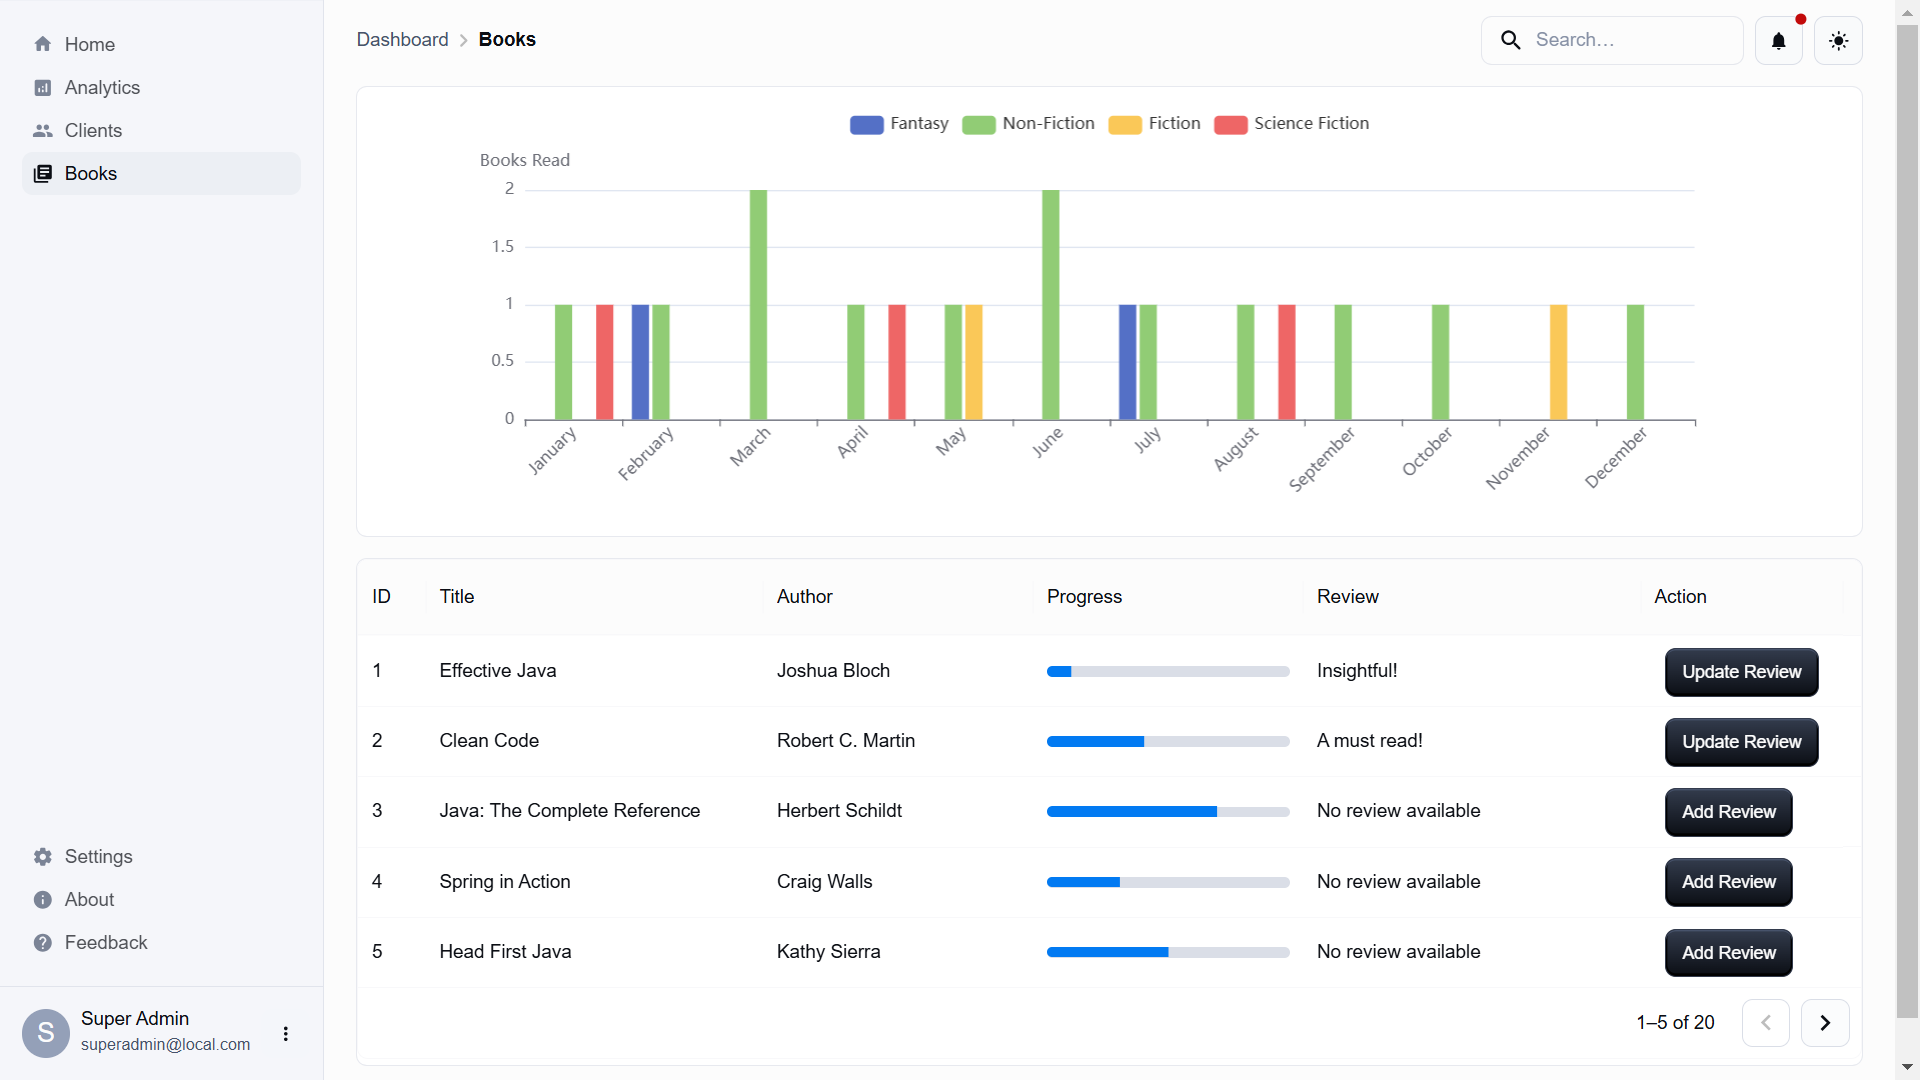 Home
Analytics
Clients
Books
Settings
About
Feedback
S
Super Admin
superadmin@local.com
Dashboard > Books
Search…
Fantasy Non-Fiction Fiction Science Fiction
Books Read
2
1.5
1
0.5
0
January February March April May June July August September October November December
ID Title Author Progress Review Action
1 Effective Java Joshua Bloch Insightful! Update Review
2 Clean Code Robert C. Martin A must read! Update Review
3 Java: The Complete Reference Herbert Schildt No review available Add Review
4 Spring in Action Craig Walls No review available Add Review
5 Head First Java Kathy Sierra No review available Add Review
1–5 of 20